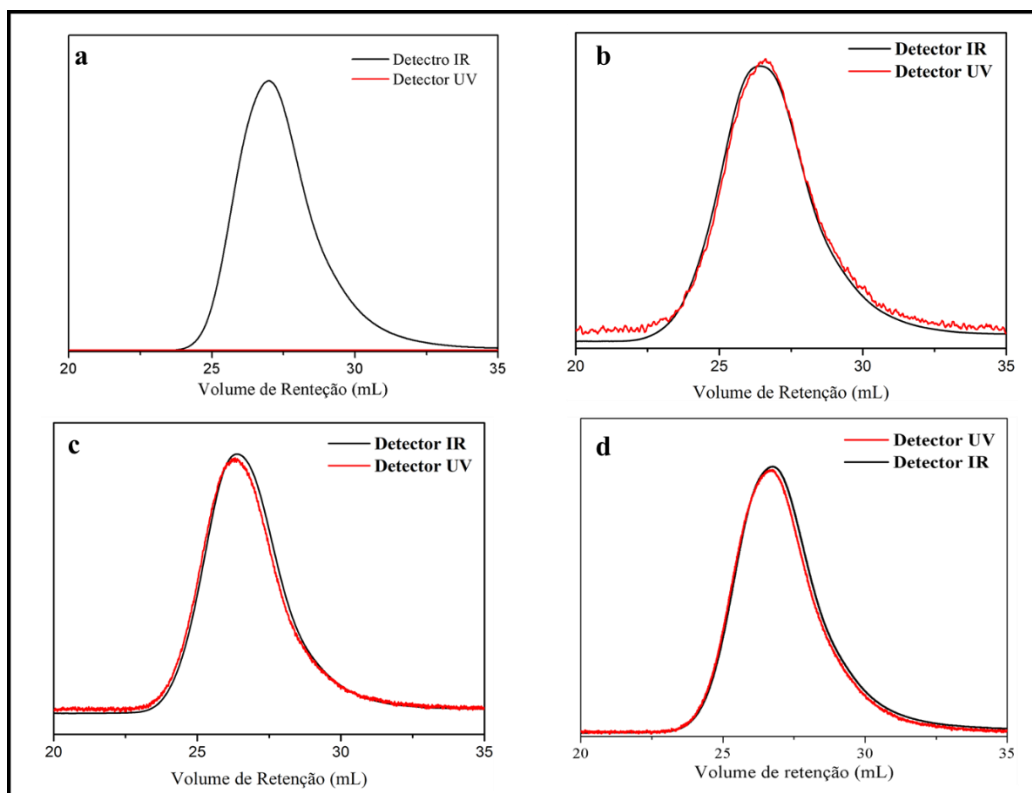 a
Detectro IR
Detector UV
20 25 30 35
Volume de Renteção (mL)
b
Detector IR
Detector UV
20 25 30 35
Volume de Retenção (mL)
c
Detector IR
Detector UV
20 25 30 35
Volume de Retenção (mL)
d
Detector UV
Detector IR
20 25 30 35
Volume de retenção (mL)